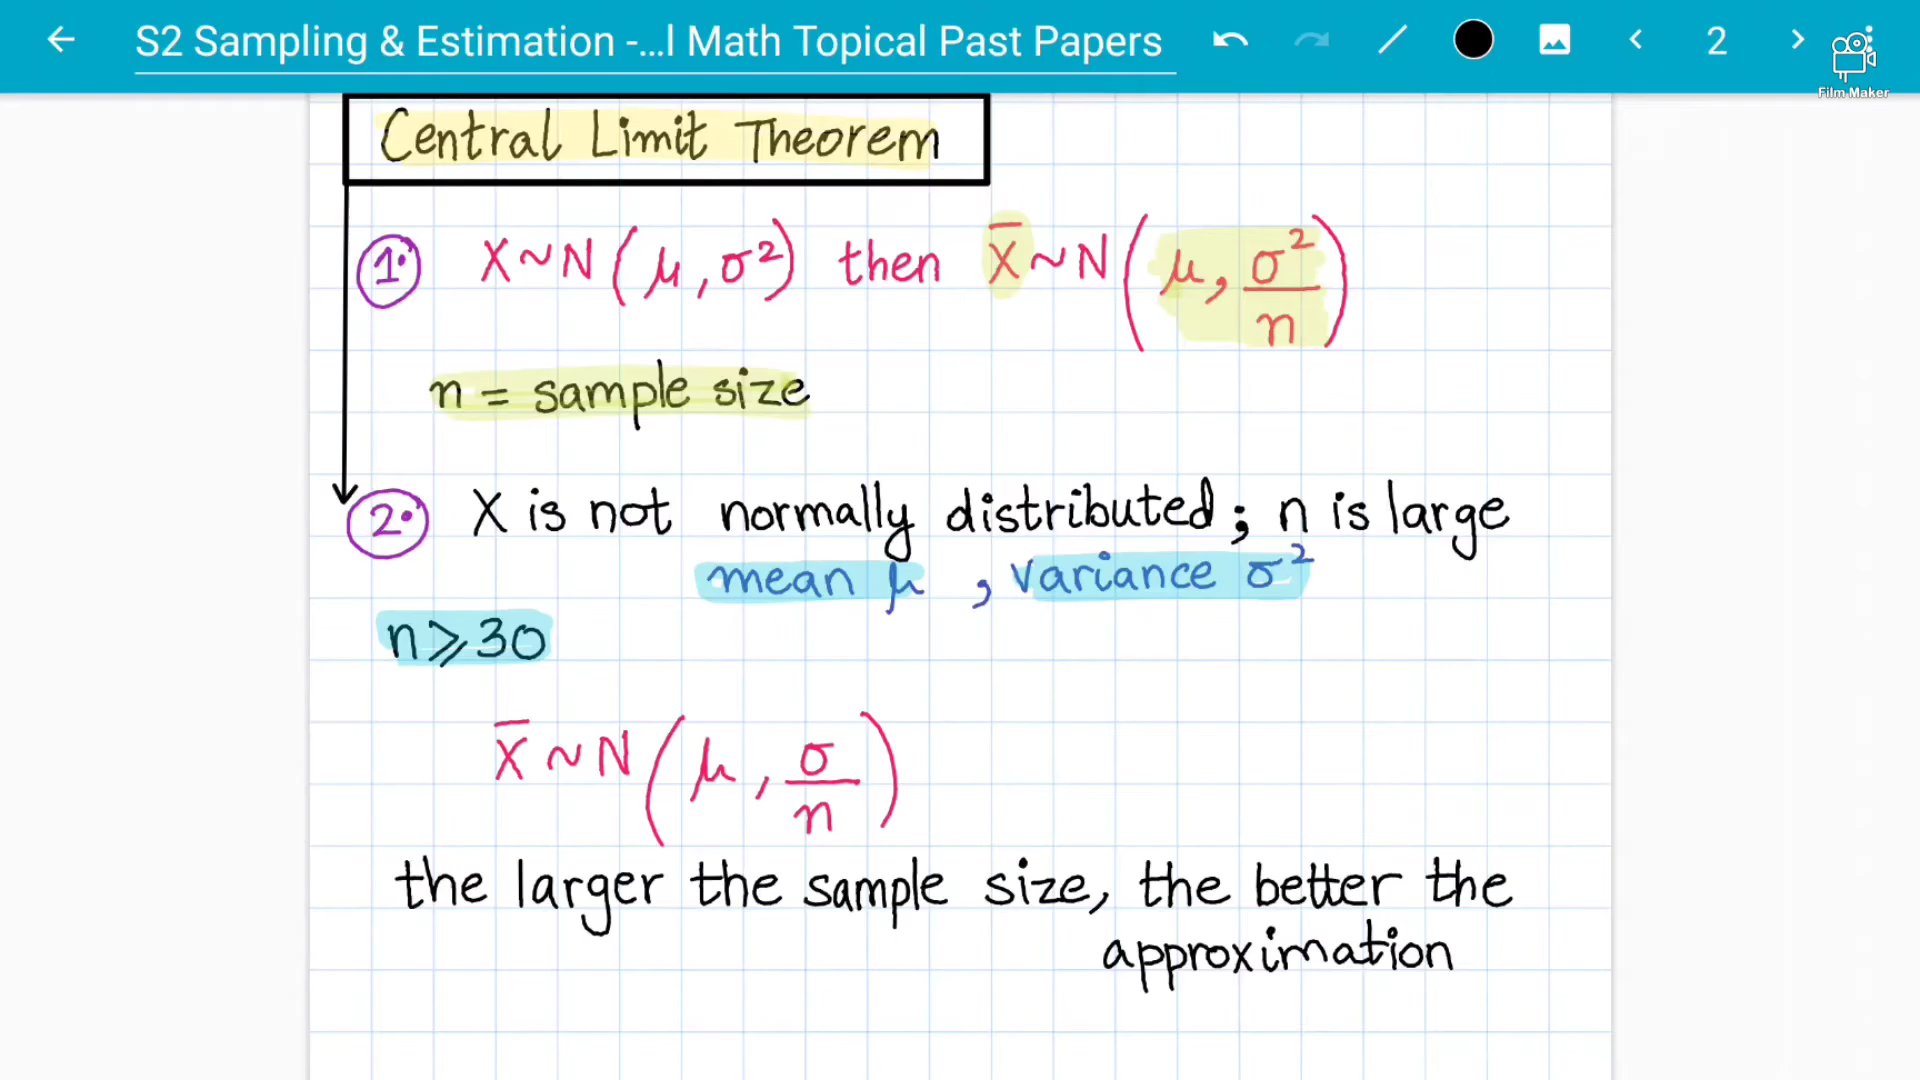 S2 Sampling & Estimation -...l Math Topical Past Papers
2
Film Maker
Central Limit Theorem
1. X~N(μ, σ²) then X̄~N(μ, σ²/n)
n = sample size
2. X is not normally distributed; n is large
mean μ , variance σ²
n⩾30
X̄~N(μ, σ/n)
the larger the sample size, the better the
approximation